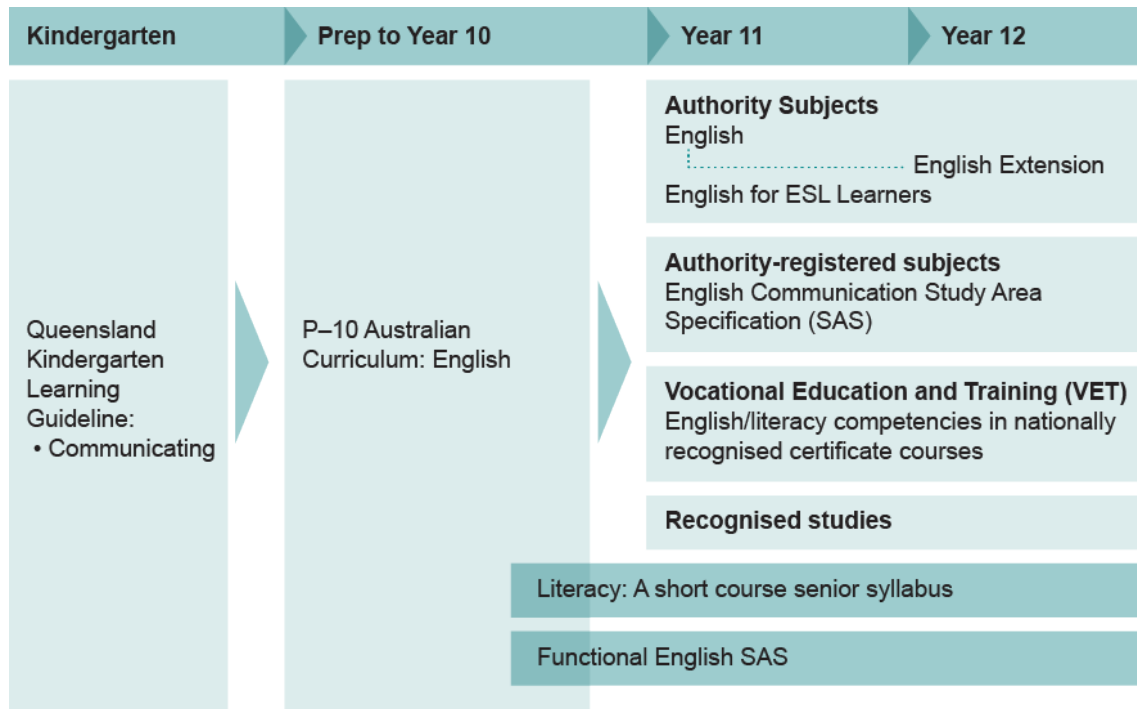 Kindergarten
Prep to Year 10
Year 11
Year 12
Queensland
Kindergarten
Learning
Guideline:
• Communicating
P–10 Australian
Curriculum: English
Authority Subjects
English
English Extension
English for ESL Learners
Authority-registered subjects
English Communication Study Area
Specification (SAS)
Vocational Education and Training (VET)
English/literacy competencies in nationally
recognised certificate courses
Recognised studies
Literacy: A short course senior syllabus
Functional English SAS